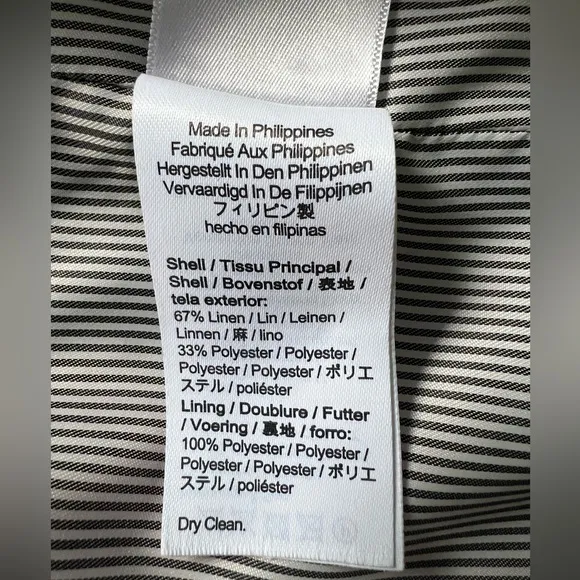 Made In Philippines
Fabriqué Aux Philippines
Hergestellt In Den Philippinen
Vervaardigd In De Filippijnen
フィリピン製
hecho en filipinas
Shell / Tissu Principal /
Shell / Bovenstof / 表地 /
tela exterior:
67% Linen / Lin / Leinen /
Linnen / 麻 / lino
33% Polyester / Polyester /
Polyester / Polyester / ポリエ
ステル / poliéster
Lining / Doublure / Futter
/ Voering / 裏地 / forro:
100% Polyester / Polyester /
Polyester / Polyester / ポリエ
ステル / poliéster
Dry Clean.